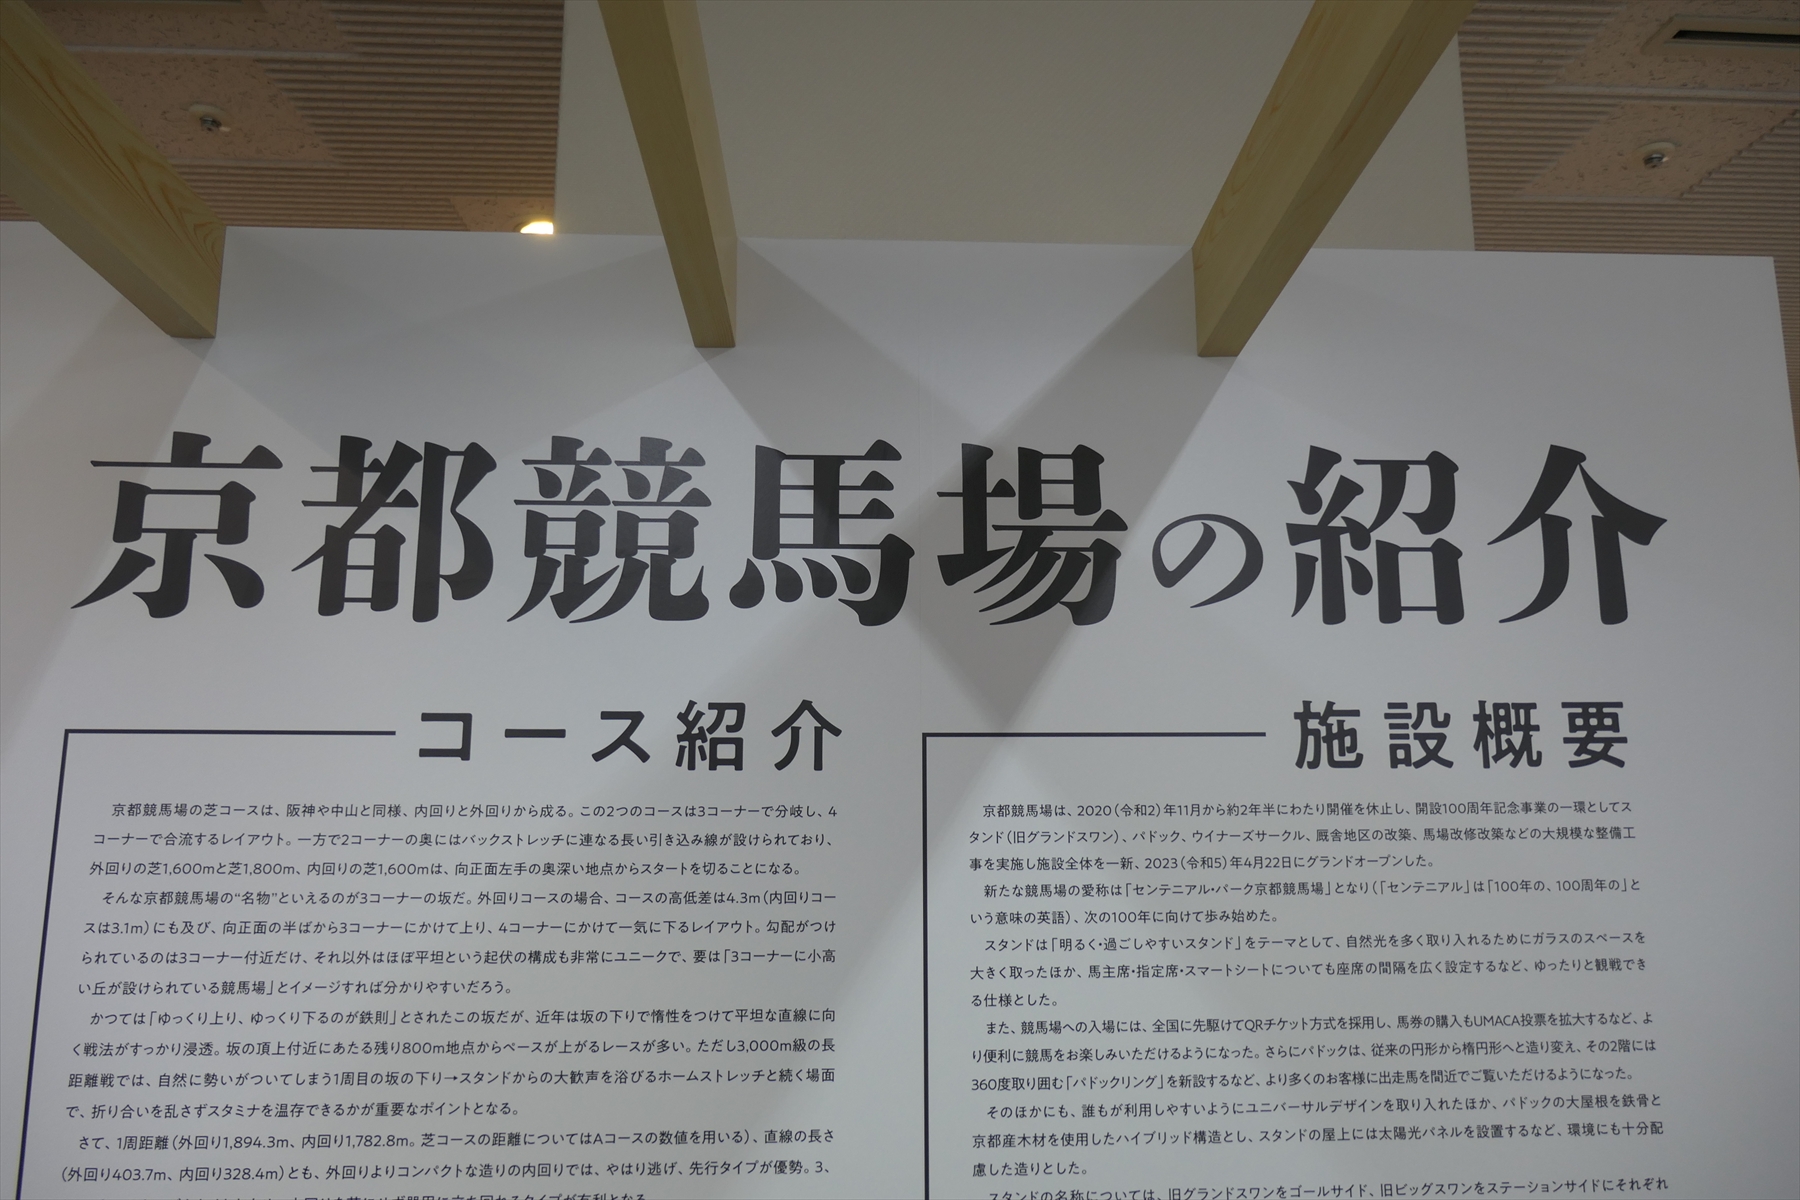 京都競馬場の紹介
コース紹介
京都競馬場の芝コースは、阪神や中山と同様、内回りと外回りから成る。この2つのコースは3コーナーで分岐し、4
コーナーで合流するレイアウト。一方で2コーナーの奥にはバックストレッチに連なる長い引き込み線が設けられており、
外回りの芝1,600mと芝1,800m、内回りの芝1,600mは、向正面左手の奥深い地点からスタートを切ることになる。
そんな京都競馬場の“名物”といえるのが3コーナーの坂だ。外回りコースの場合、コースの高低差は4.3m(内回りコー
スは3.1m)にも及び、向正面の半ばから3コーナーにかけて上り、4コーナーにかけて一気に下るレイアウト。勾配がつけ
られているのは3コーナー付近だけ、それ以外はほぼ平坦という起伏の構成も非常にユニークで、要は「3コーナーに小高
い丘が設けられている競馬場」とイメージすれば分かりやすいだろう。
かつては「ゆっくり上り、ゆっくり下るのが鉄則」とされたこの坂だが、近年は坂の下りで惰性をつけて平坦な直線に向
く戦法がすっかり浸透。坂の頂上付近にあたる残り800m地点からペースが上がるレースが多い。ただし3,000m級の長
距離戦では、自然に勢いがついてしまう1周目の坂の下り→スタンドからの大歓声を浴びるホームストレッチと続く場面
で、折り合いを乱さずスタミナを温存できるかが重要なポイントとなる。
さて、1周距離(外回り1,894.3m、内回り1,782.8m。芝コースの距離についてはAコースの数値を用いる)、直線の長さ
(外回り403.7m、内回り328.4m)とも、外回りよりコンパクトな造りの内回りでは、やはり逃げ、先行タイプが優勢。3、
施設概要
京都競馬場は、2020(令和2)年11月から約2年半にわたり開催を休止し、開設100周年記念事業の一環としてス
タンド(旧グランドスワン)、パドック、ウイナーズサークル、厩舎地区の改築、馬場改修改築などの大規模な整備工
事を実施し施設全体を一新、2023(令和5)年4月22日にグランドオープンした。
新たな競馬場の愛称は「センテニアル・パーク京都競馬場」となり(「センテニアル」は「100年の、100周年の」と
いう意味の英語)、次の100年に向けて歩み始めた。
スタンドは「明るく・過ごしやすいスタンド」をテーマとして、自然光を多く取り入れるためにガラスのスペースを
大きく取ったほか、馬主席・指定席・スマートシートについても座席の間隔を広く設定するなど、ゆったりと観戦でき
る仕様とした。
また、競馬場への入場には、全国に先駆けてQRチケット方式を採用し、馬券の購入もUMACA投票を拡大するなど、よ
り便利に競馬をお楽しみいただけるようになった。さらにパドックは、従来の円形から楕円形へと造り変え、その2階には
360度取り囲む「パドックリング」を新設するなど、より多くのお客様に出走馬を間近でご覧いただけるようになった。
そのほかにも、誰もが利用しやすいようにユニバーサルデザインを取り入れたほか、パドックの大屋根を鉄骨と
京都産木材を使用したハイブリッド構造とし、スタンドの屋上には太陽光パネルを設置するなど、環境にも十分配
慮した造りとした。
スタンドの名称については、旧グランドスワンをゴールサイド、旧ビッグスワンをステーションサイドにそれぞれ